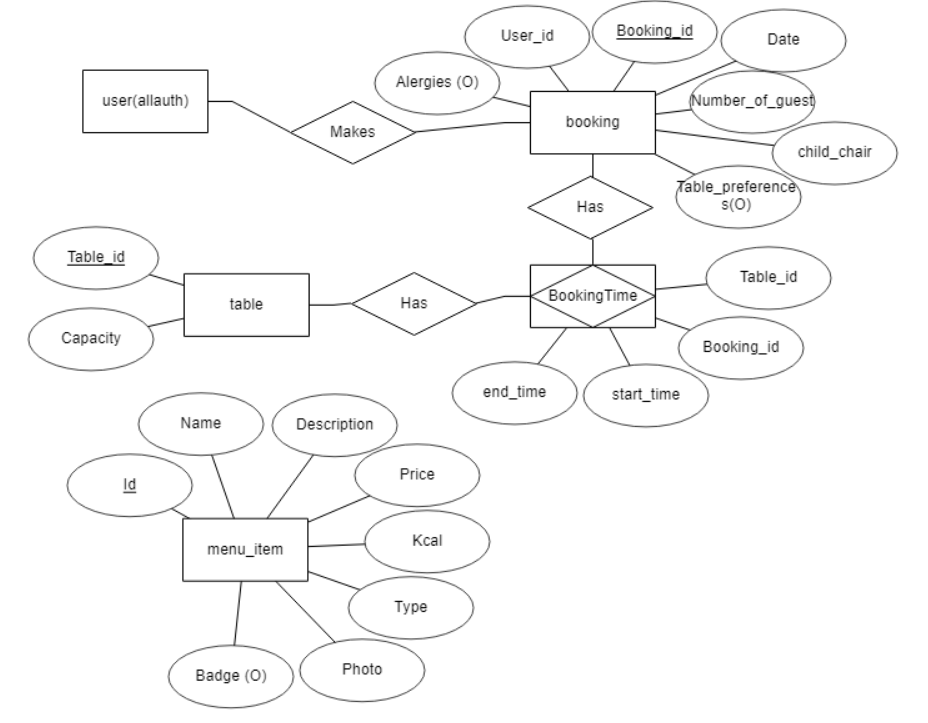 User_id
Booking_id
Date
Alergies (O)
user(allauth)
Number_of_guest
booking
Makes
child_chair
Table_preference
s(O)
Has
Table_id
Table_id
BookingTime
table
Has
Capacity
Booking_id
end_time
start_time
Name
Description
Price
Id
Kcal
menu_item
Type
Badge (O)
Photo